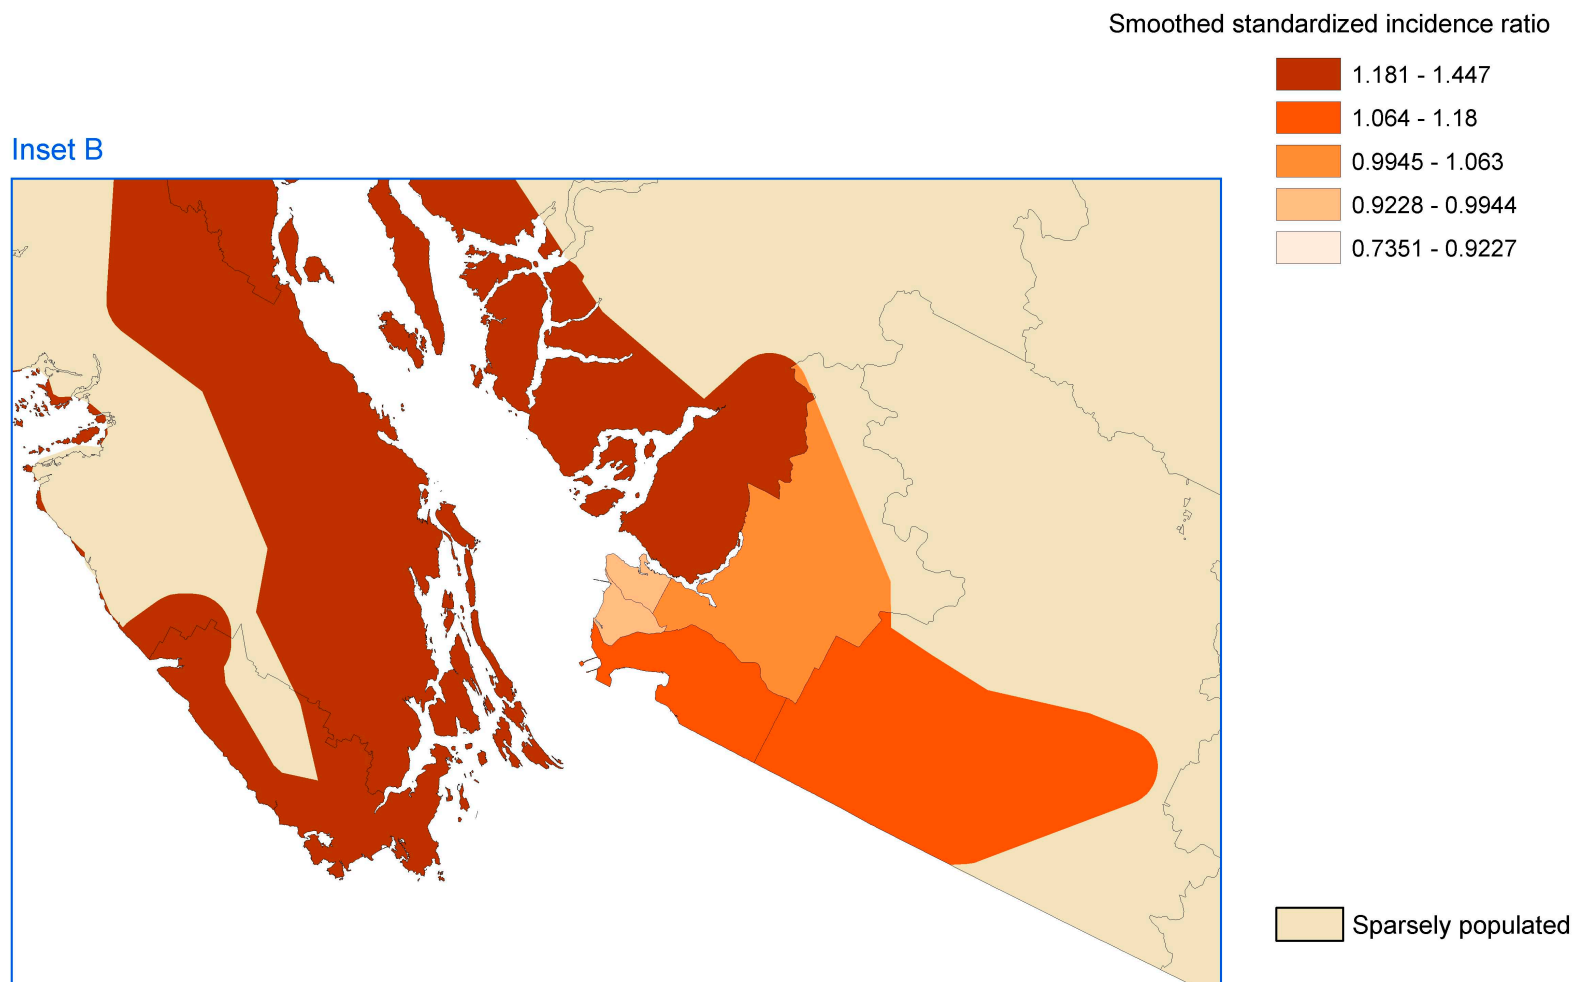 Smoothed standardized incidence ratio
1.181 - 1.447
1.064 - 1.18
0.9945 - 1.063
0.9228 - 0.9944
0.7351 - 0.9227
Inset B
Sparsely populated